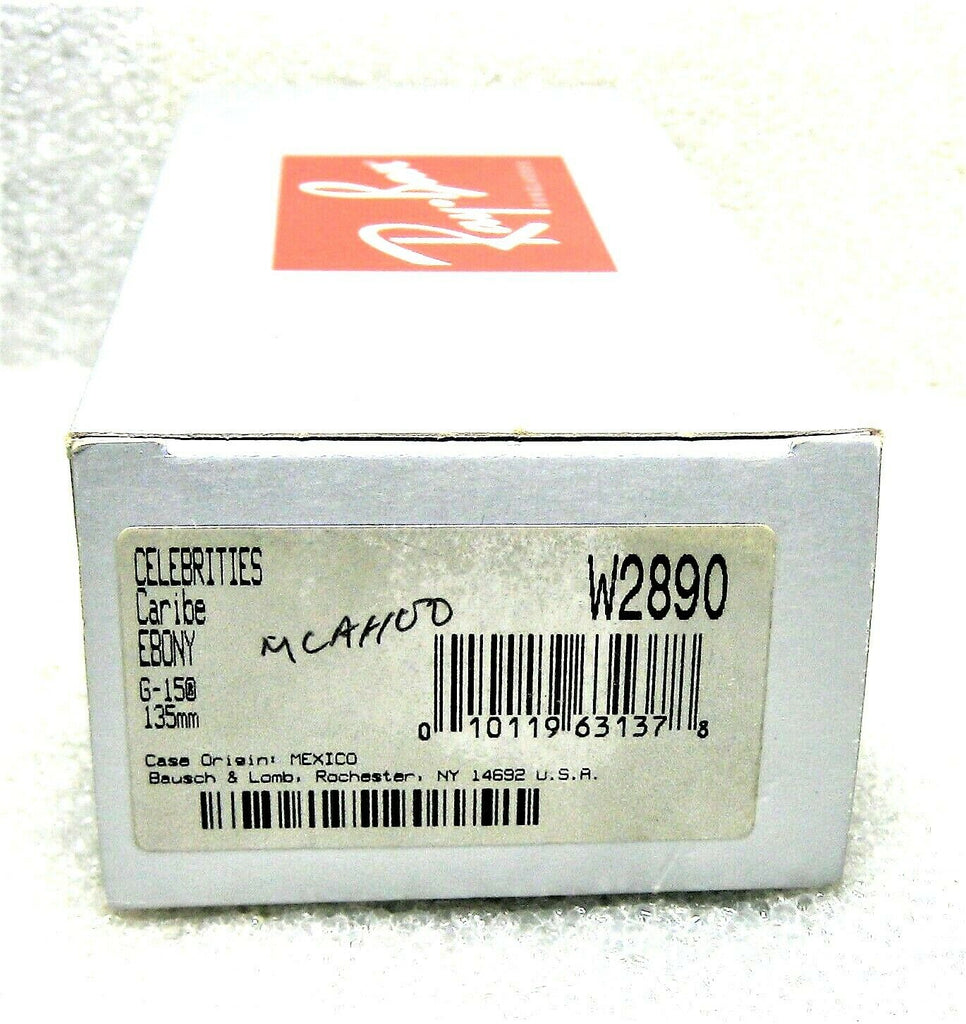 Ray-Ban
CELEBRITIES
Caribe
EBONY
G-15®
135mm
W2890
0 10119 63137 8
Case Origin: MEXICO
Bausch & Lomb, Rochester, NY 14692 U.S.A.